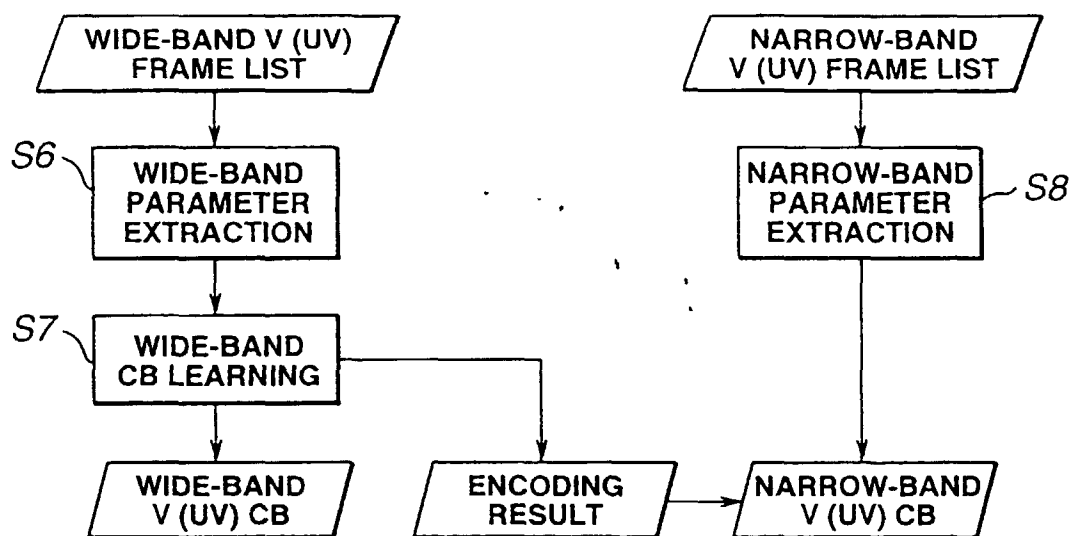 WIDE-BAND V (UV)
FRAME LIST
NARROW-BAND
V (UV) FRAME LIST
S6
WIDE-BAND
PARAMETER
EXTRACTION
NARROW-BAND
PARAMETER
EXTRACTION
S8
S7
WIDE-BAND
CB LEARNING
WIDE-BAND
V (UV) CB
ENCODING
RESULT
NARROW-BAND
V (UV) CB